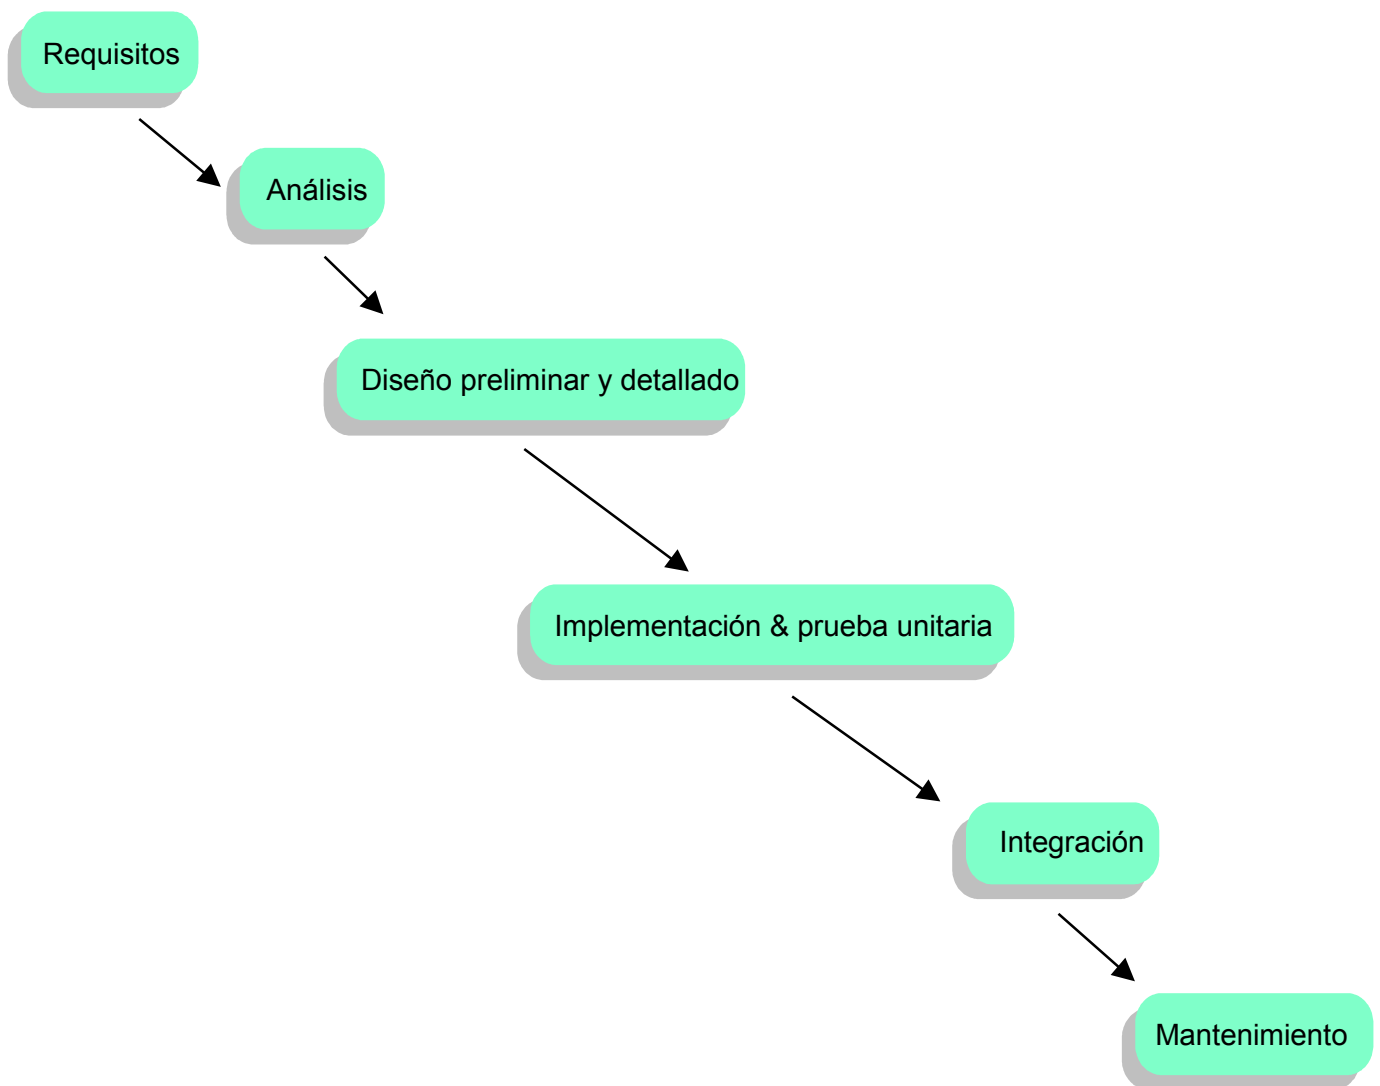 Requisitos
Análisis
Diseño preliminar y detallado
Implementación & prueba unitaria
Integración
Mantenimiento